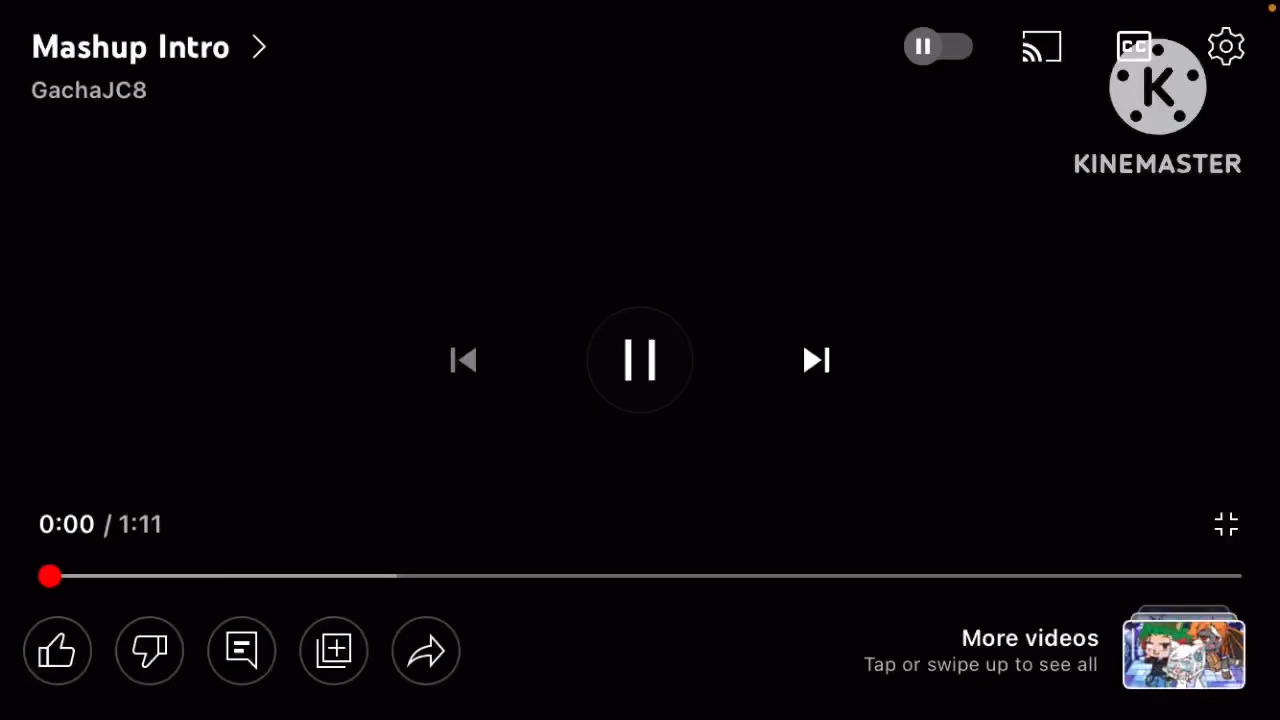 Mashup Intro
GachaJC8
CC
K
KINEMASTER
0:00 / 1:11
More videos
Tap or swipe up to see all